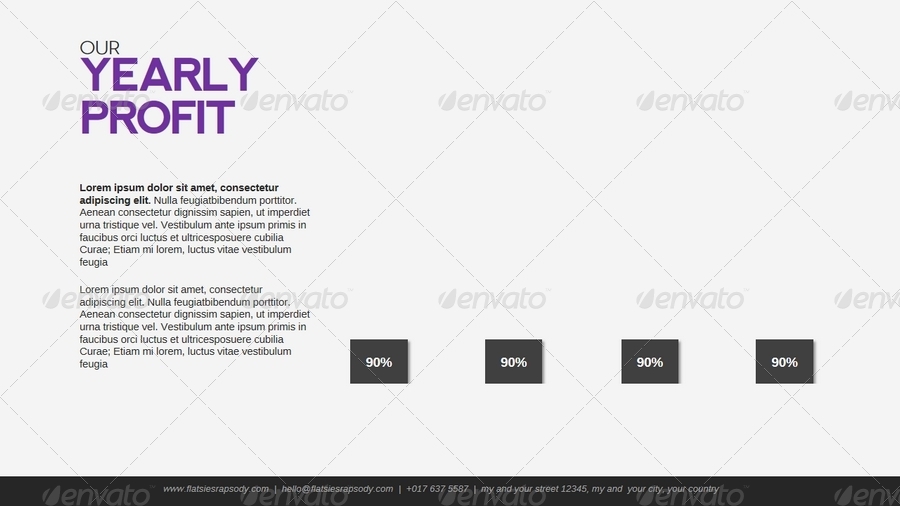 OUR
YEARLY
PROFIT
Lorem ipsum dolor sit amet, consectetur
adipiscing elit. Nulla feugiatbibendum porttitor.
Aenean consectetur dignissim sapien, ut imperdiet
urna tristique vel. Vestibulum ante ipsum primis in
faucibus orci luctus et ultricesposuere cubilia
Curae; Etiam mi lorem, luctus vitae vestibulum
feugia
Lorem ipsum dolor sit amet, consectetur
adipiscing elit. Nulla feugiatbibendum porttitor.
Aenean consectetur dignissim sapien, ut imperdiet
urna tristique vel. Vestibulum ante ipsum primis in
faucibus orci luctus et ultricesposuere cubilia
Curae; Etiam mi lorem, luctus vitae vestibulum
feugia
90% 90% 90% 90%
www.flatsiesrapsody.com | hello@flatsiesrapsody.com | +017 637 5587 | my and your street 12345, my and your city, your country
envato envato envato envato envato
envato envato envato envato envato
envato envato envato envato envato